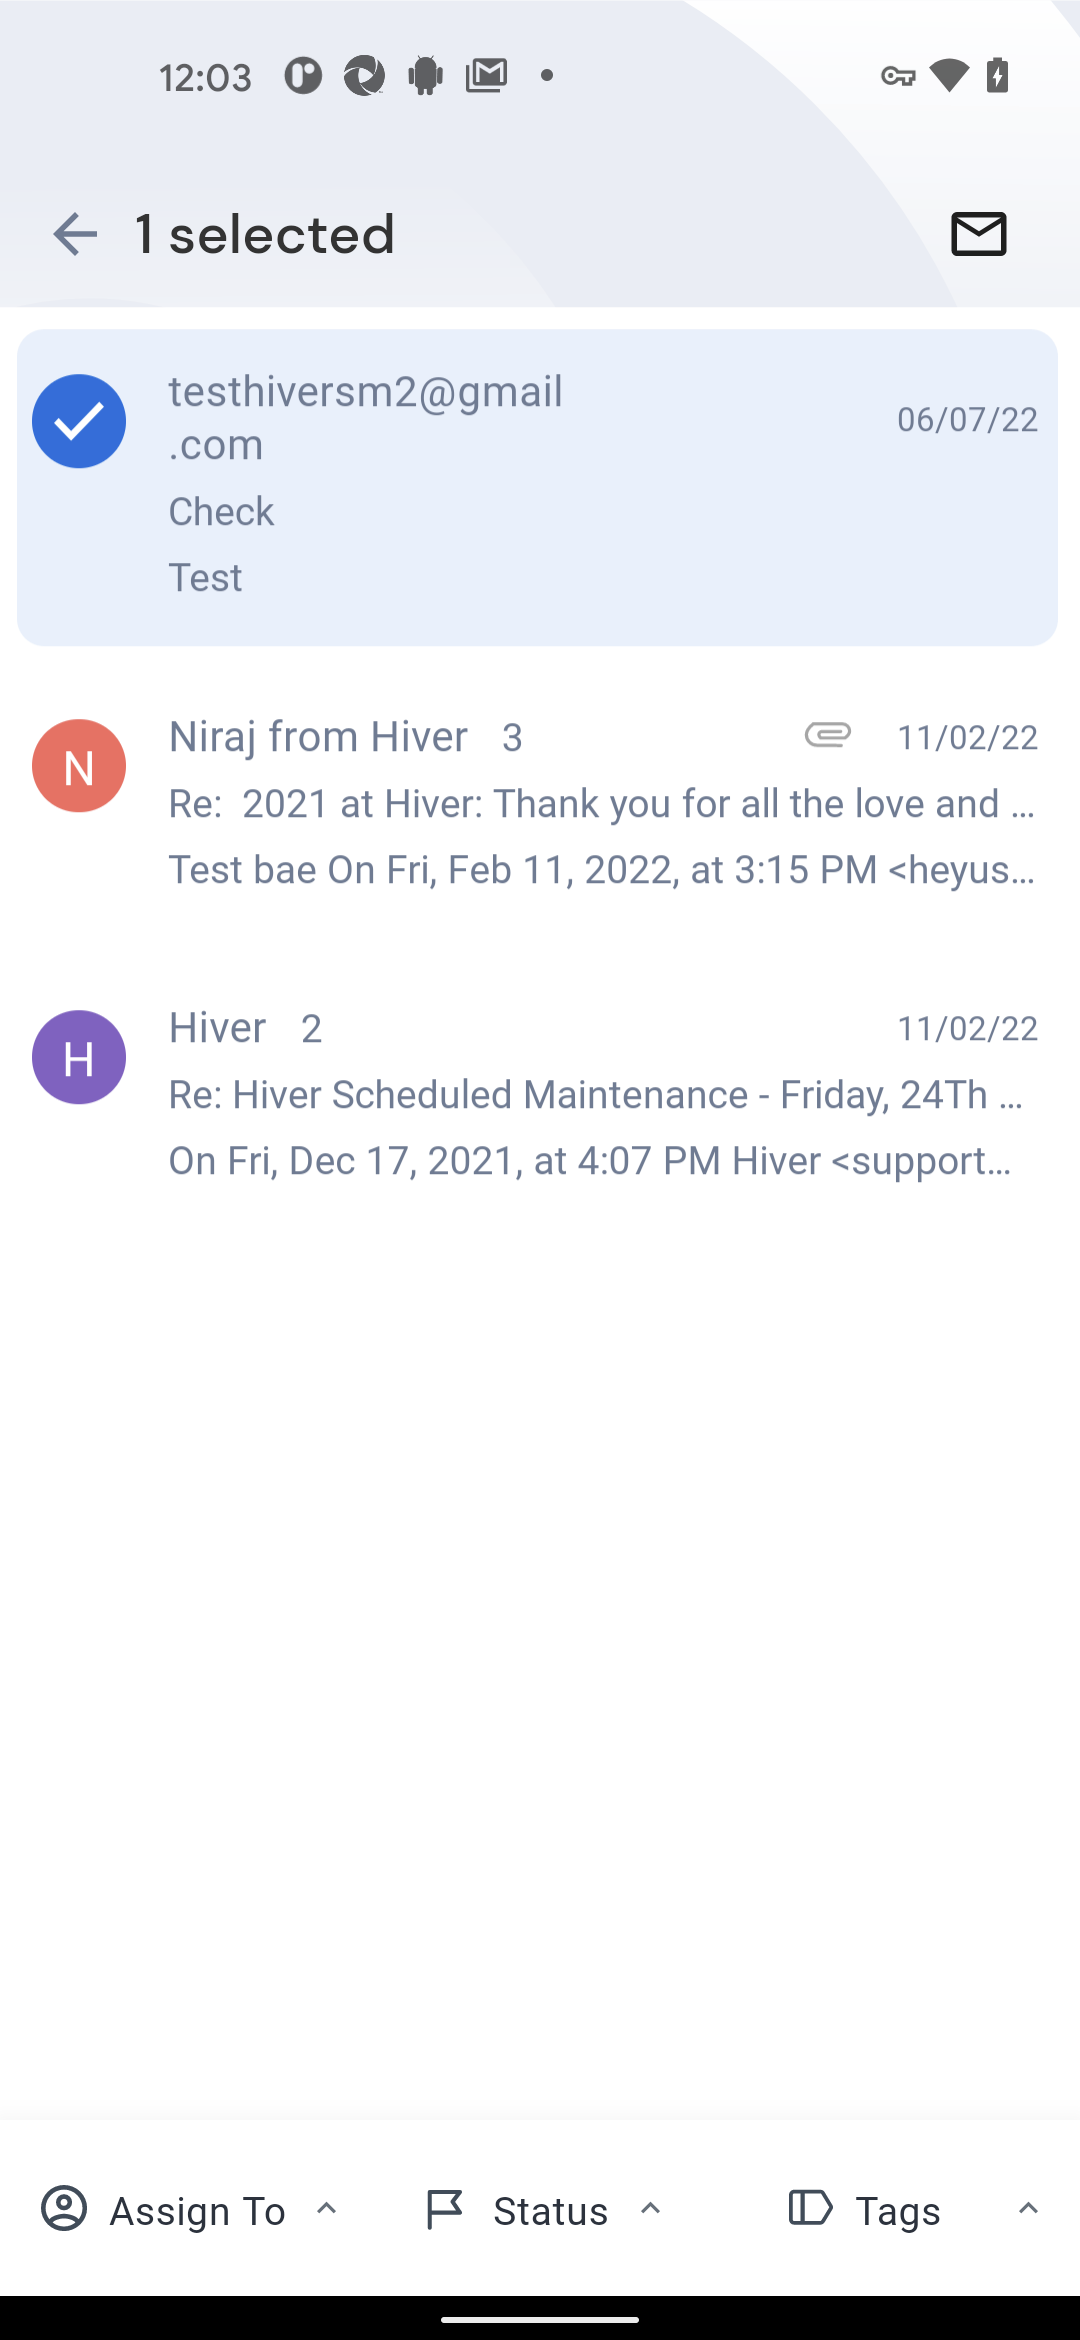 12:03
1 selected
testhiversm2@gmail
.com
06/07/22
Check
Test
N
Niraj from Hiver 3
11/02/22
Re: 2021 at Hiver: Thank you for all the love and ...
Test bae On Fri, Feb 11, 2022, at 3:15 PM <heyus...
H
Hiver 2
11/02/22
Re: Hiver Scheduled Maintenance - Friday, 24Th ...
On Fri, Dec 17, 2021, at 4:07 PM Hiver <support...
Assign To
Status
Tags